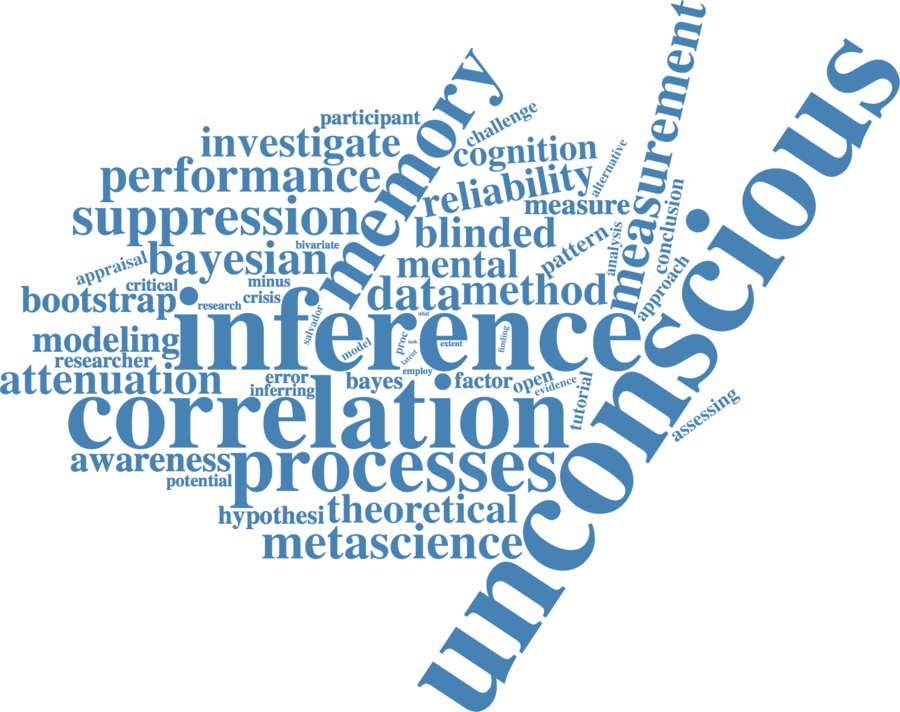 participant
memory
challenge
measurement
unconscious
investigate
cognition
alternative
performance
reliability
measure
suppression
blinded
pattern
analysis
conclusion
bivariate
appraisal
bayesian
mental
approach
critical
minus
bootstrap
crisis
research
data
method
salvador
inference
modeling
model
proc
task
extent
finding
latent
researcher
employ
attenuation
error
inferring
bayes
factor
open
evidence
tutorial
correlation
assessing
awareness
processes
potential
hypothesi
theoretical
metascience